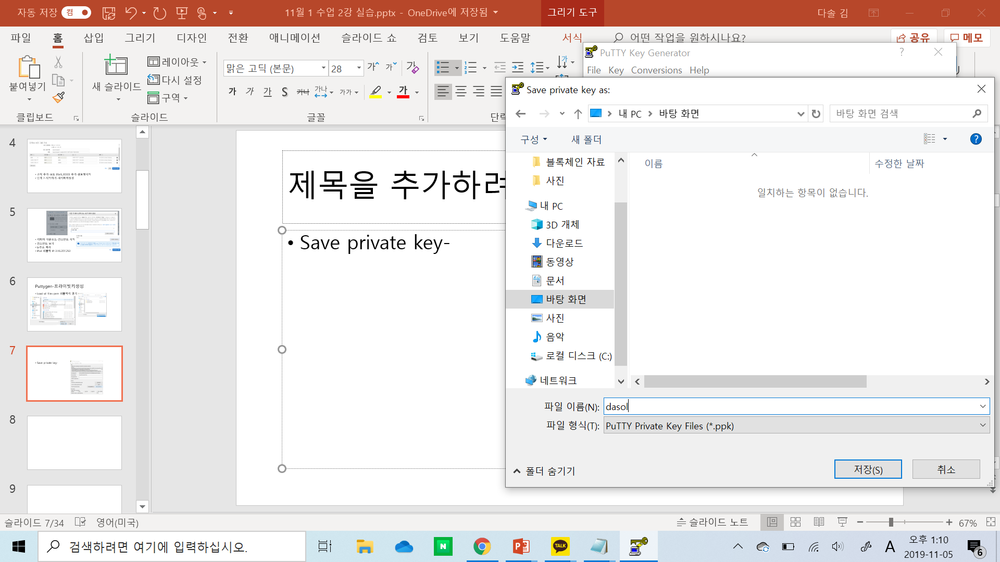 자동 저장 켬 11월 1 수업 2강 실습.pptx - OneDrive에 저장됨 그리기 도구 다솔 김
파일 홈 삽입 그리기 디자인 전환 애니메이션 슬라이드 쇼 검토 보기 도움말 서식 어떤 작업을 원하시나요? 공유 메모
붙여넣기
새 슬라이드
레이아웃
다시 설정
구역
맑은 고딕 (본문) 28
클립보드 슬라이드 글꼴 단락
PuTTY Key Generator
File Key Conversions Help
Save private key as:
내 PC > 바탕 화면
바탕 화면 검색
구성 새 폴더
블록체인 자료
사진
내 PC
3D 개체
다운로드
동영상
문서
바탕 화면
사진
음악
로컬 디스크 (C:)
네트워크
이름 수정한 날짜
일치하는 항목이 없습니다.
파일 이름(N): dasol
파일 형식(T): PuTTY Private Key Files (*.ppk)
폴더 숨기기
저장(S) 취소
4
5
6
Puttygen-프라이빗키생성
7
• Save private key-
8
9
제목을 추가하려
• Save private key-
슬라이드 7/34 영어(미국) 슬라이드 노트 67%
검색하려면 여기에 입력하십시오.
N
TALK
A
오후 1:10
2019-11-05
6